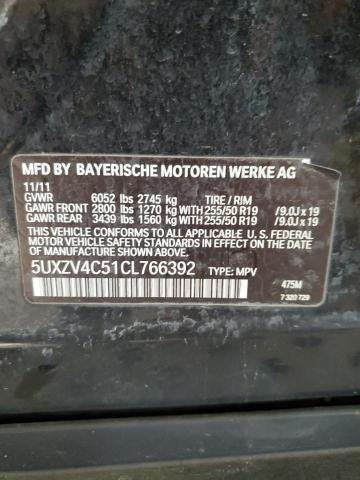 MFD BY BAYERISCHE MOTOREN WERKE AG
11/11
GVWR 6052 lbs 2745 kg TIRE / RIM
GAWR FRONT 2800 lbs 1270 kg WITH 255/50 R19 /9.0J x 19
GAWR REAR 3439 lbs 1560 kg WITH 255/50 R19 /9.0J x 19
THIS VEHICLE CONFORMS TO ALL APPLICABLE
U.S. FEDERAL MOTOR VEHICLE SAFETY STANDARDS
IN EFFECT ON THE DATE OF MANUFACTURE SHOWN ABOVE.
5UXZV4C51CL766392 TYPE: MPV 475M
7 320 729